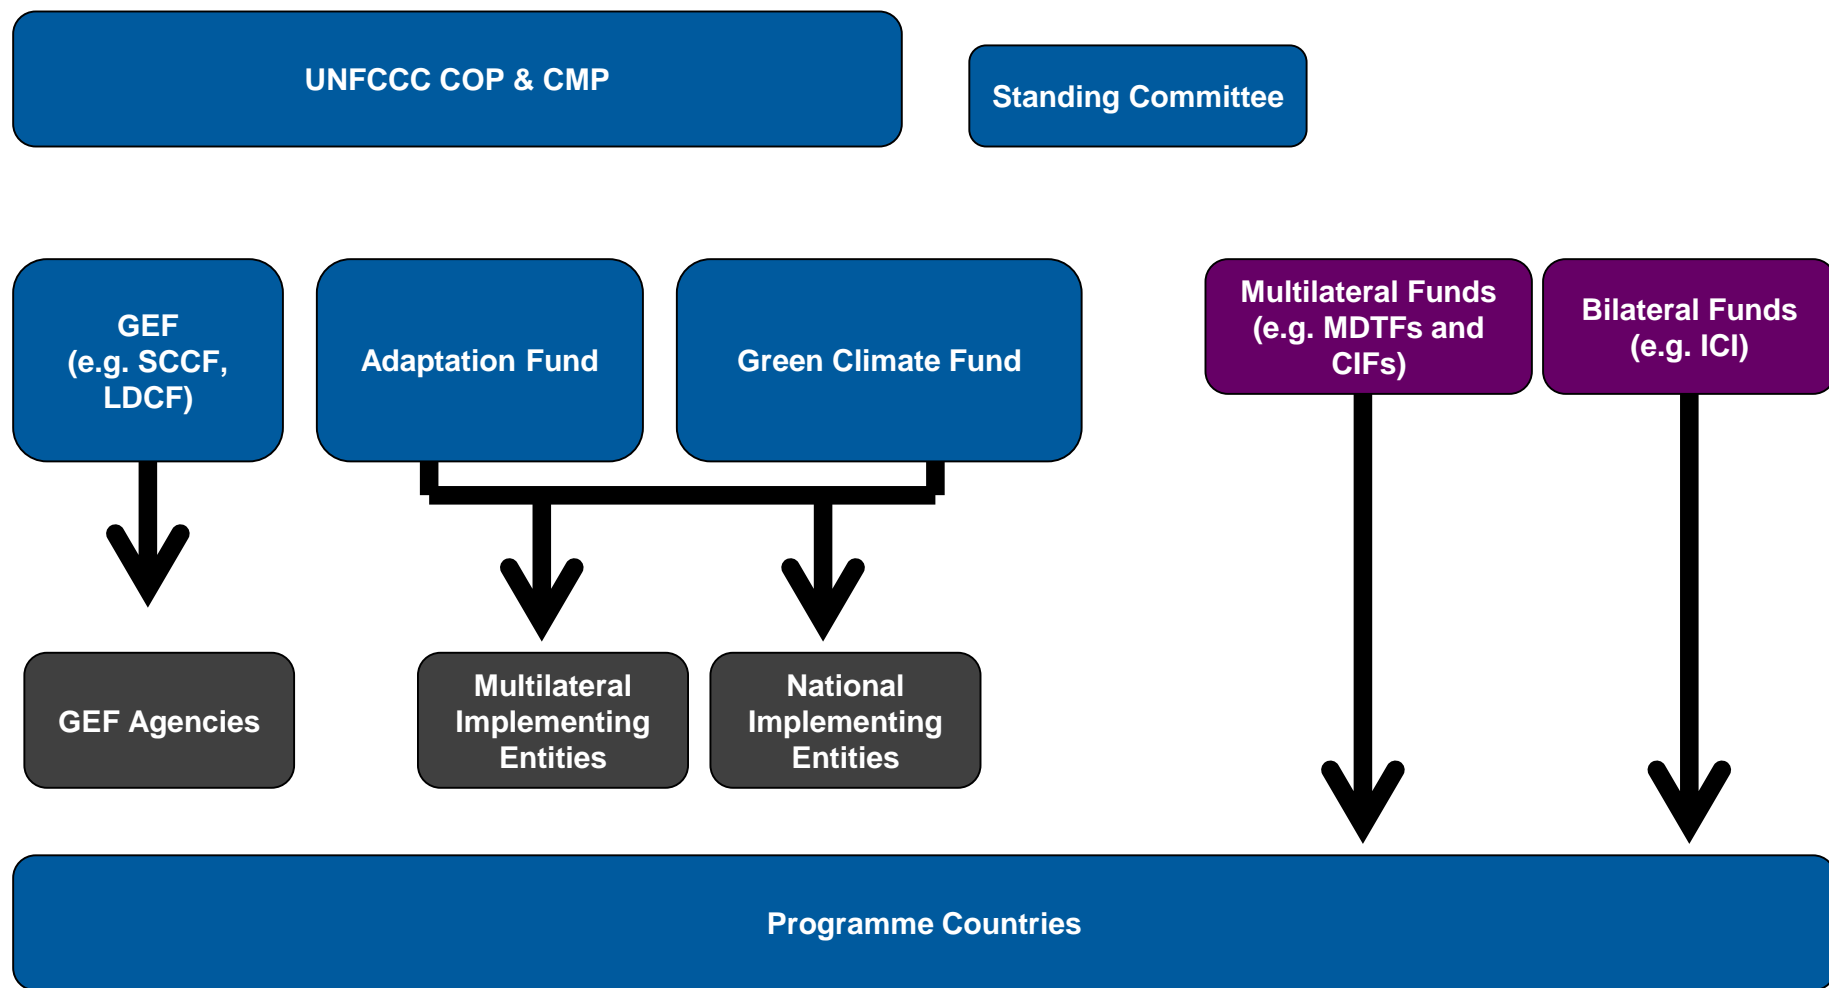 UNFCCC COP & CMP
Standing Committee
GEF
(e.g. SCCF,
LDCF)
Adaptation Fund
Green Climate Fund
Multilateral Funds
(e.g. MDTFs and
CIFs)
Bilateral Funds
(e.g. ICI)
GEF Agencies
Multilateral
Implementing
Entities
National
Implementing
Entities
Programme Countries